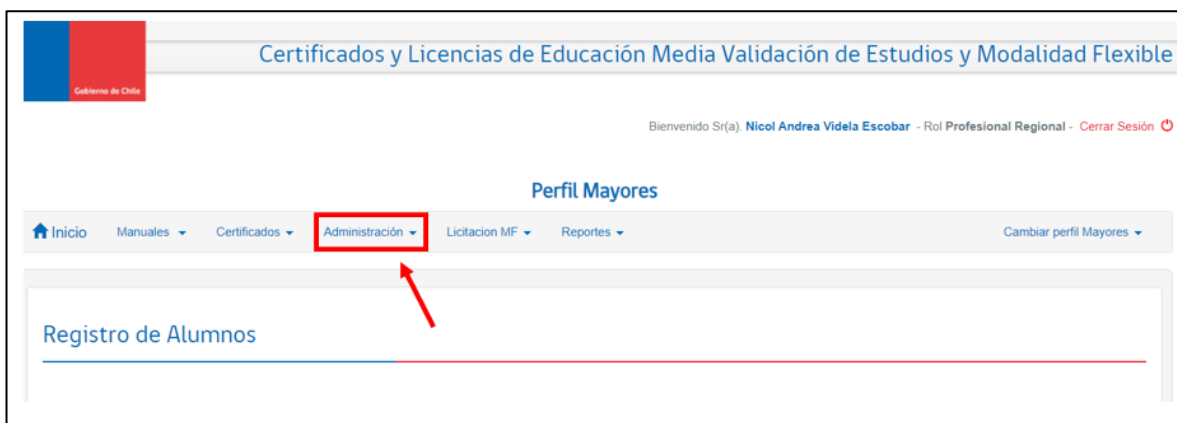 Certificados y Licencias de Educación Media Validación de Estudios y Modalidad Flexible
Gobierno de Chile
Bienvenido Sr(a). Nicol Andrea Videla Escobar - Rol Profesional Regional - Cerrar Sesión
Perfil Mayores
Inicio Manuales Certificados Administración Licitacion MF Reportes Cambiar perfil Mayores
Registro de Alumnos